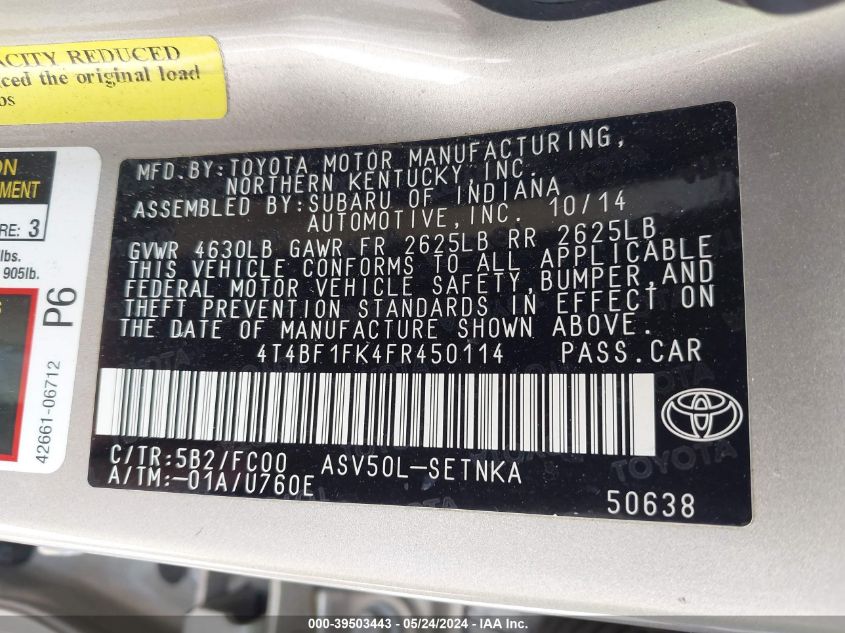 ACITY REDUCED
ced the original load
os
ON
MENT
RE: 3
lbs.
905lb.
S
P6
42661-06712
MFD.BY:TOYOTA MOTOR MANUFACTURING,
NORTHERN KENTUCKY,INC.
ASSEMBLED BY:SUBARU OF INDIANA
AUTOMOTIVE,INC. 10/14
GVWR 4630LB GAWR FR 2625LB RR 2625LB
THIS VEHICLE CONFORMS TO ALL APPLICABLE
FEDERAL MOTOR VEHICLE SAFETY,BUMPER,AND
THEFT PREVENTION STANDARDS IN EFFECT ON
THE DATE OF MANUFACTURE SHOWN ABOVE.
4T4BF1FK4FR450114 PASS.CAR
C/TR:5B2/FC00 ASV50L-SETNKA
A/TM:-01A/U760E
50638
000-39503443 - 05/24/2024 - IAA Inc.